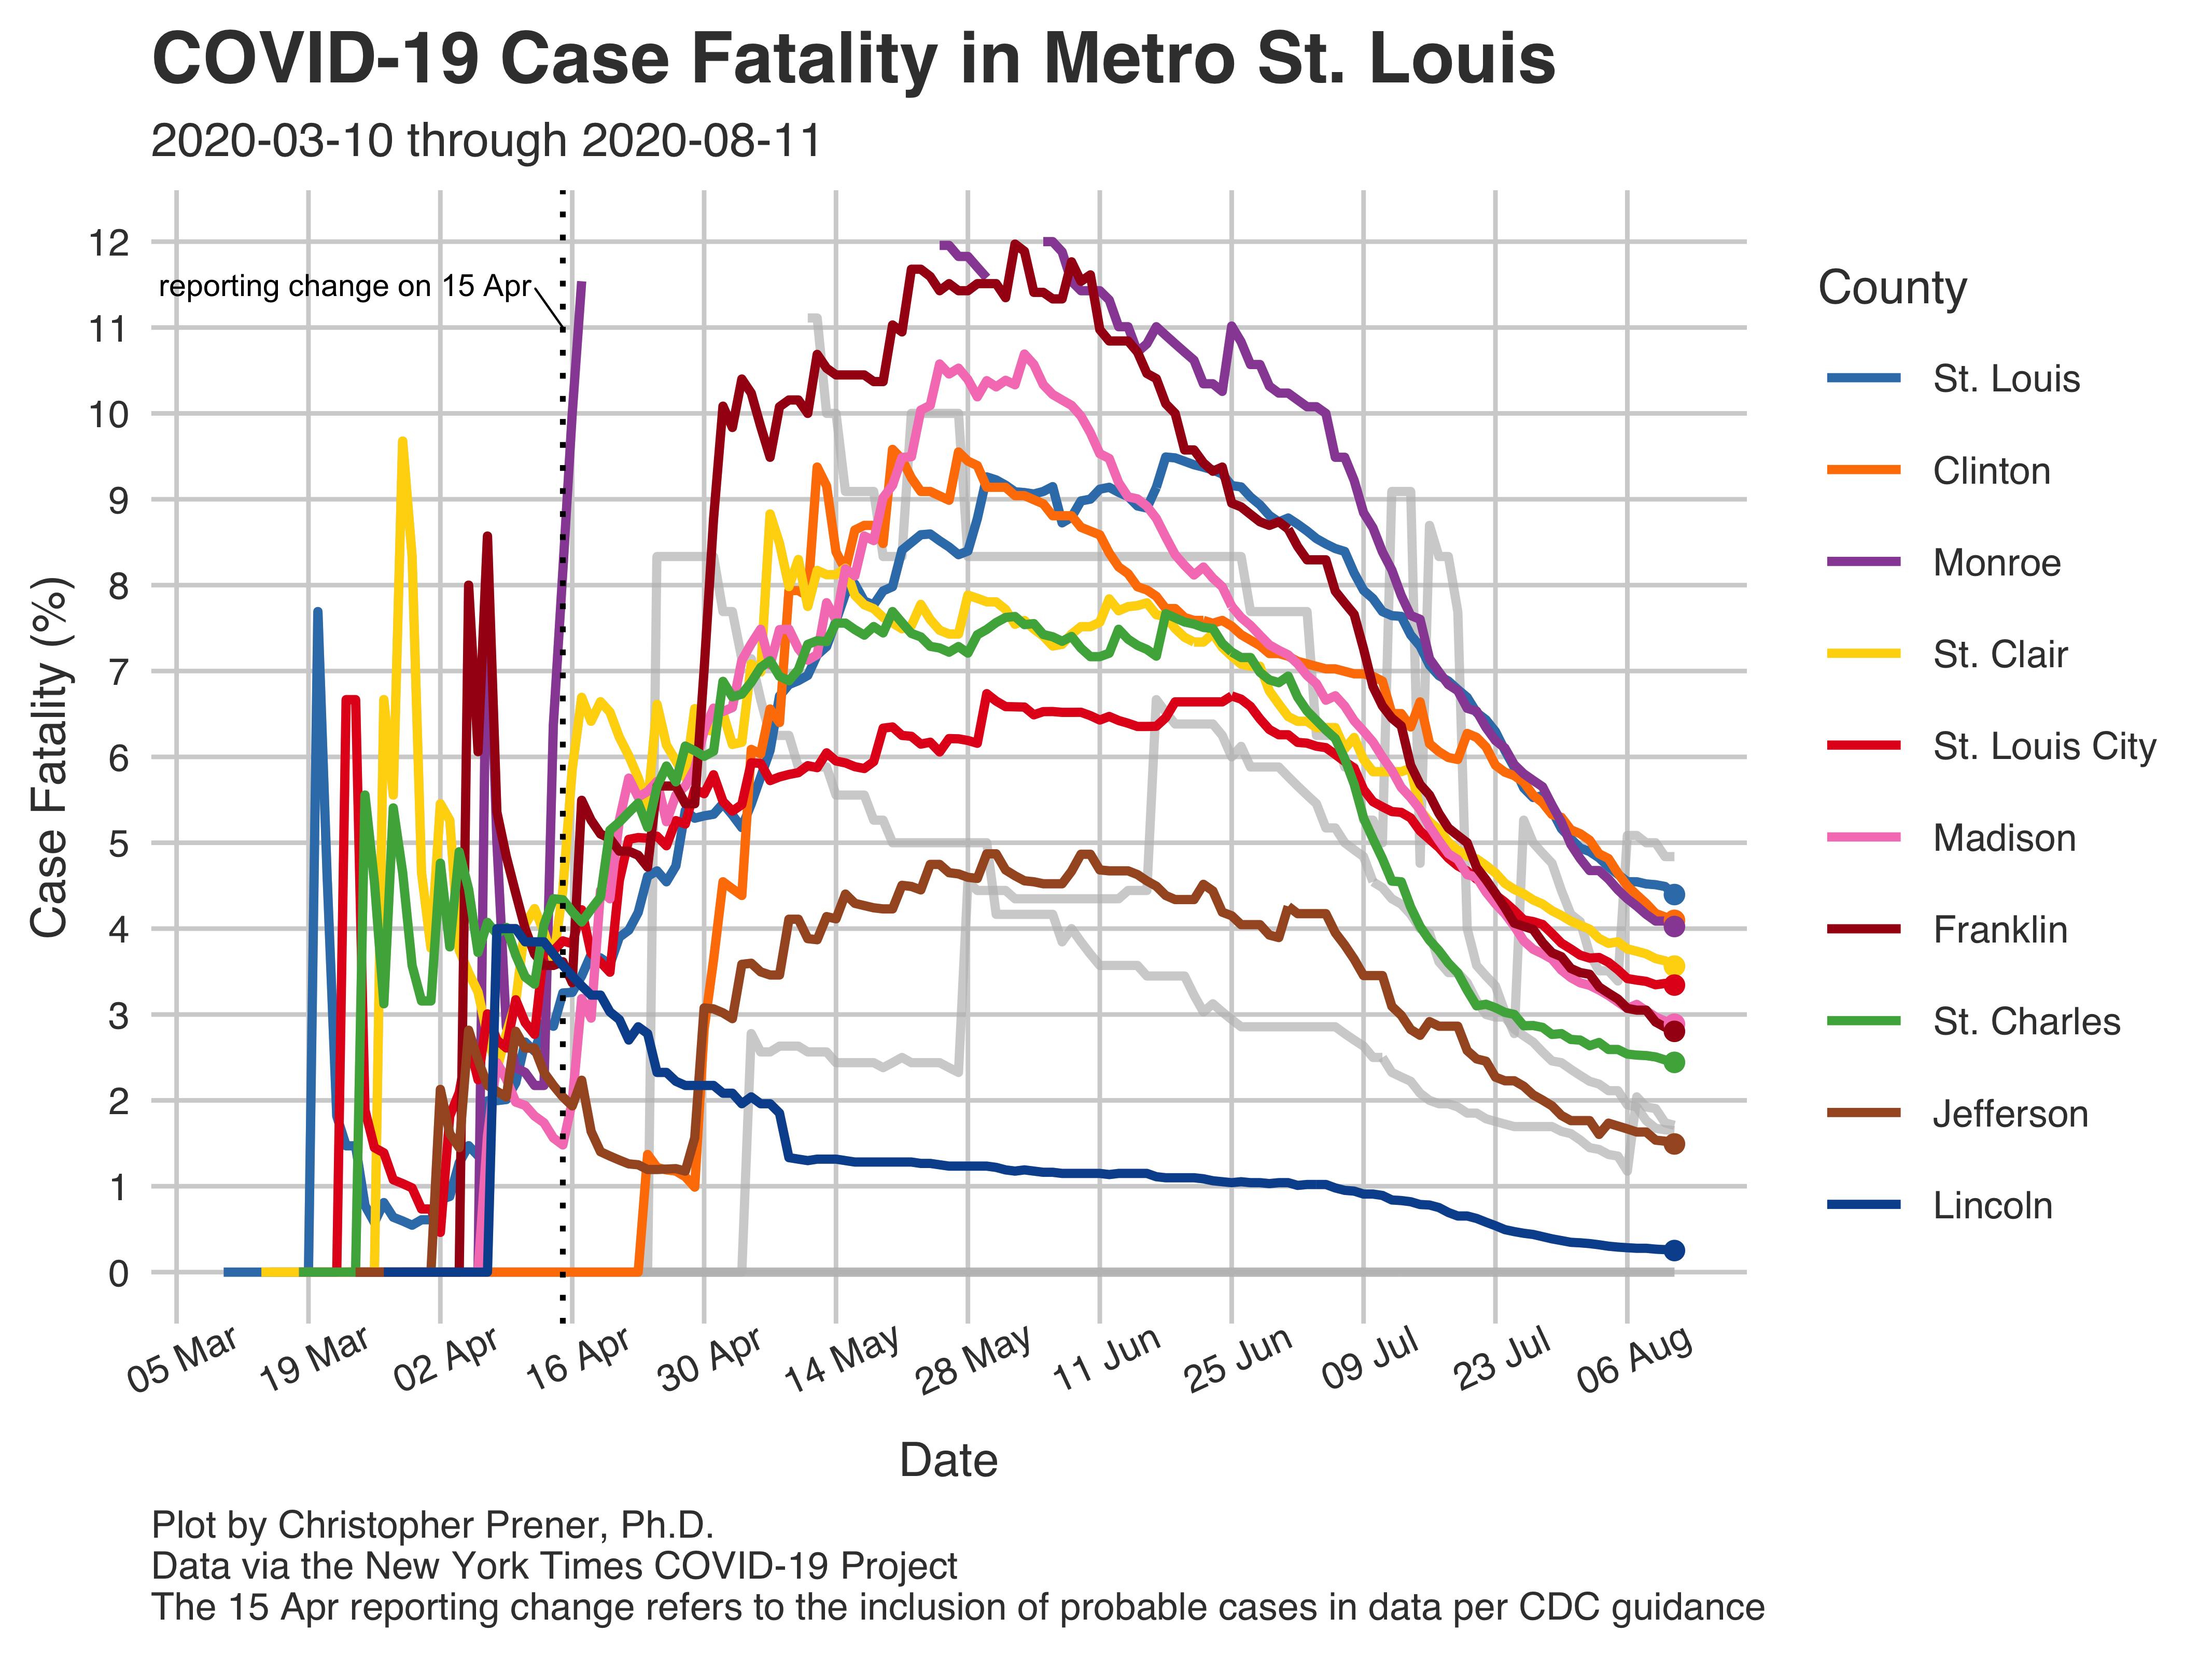 COVID-19 Case Fatality in Metro St. Louis
2020-03-10 through 2020-08-11
12
11
10
9
8
7
6
5
4
3
2
1
0
Case Fatality (%)
reporting change on 15 Apr
05 Mar
19 Mar
02 Apr
16 Apr
30 Apr
14 May
28 May
11 Jun
25 Jun
09 Jul
23 Jul
06 Aug
Date
County
St. Louis
Clinton
Monroe
St. Clair
St. Louis City
Madison
Franklin
St. Charles
Jefferson
Lincoln
Plot by Christopher Prener, Ph.D.
Data via the New York Times COVID-19 Project
The 15 Apr reporting change refers to the inclusion of probable cases in data per CDC guidance